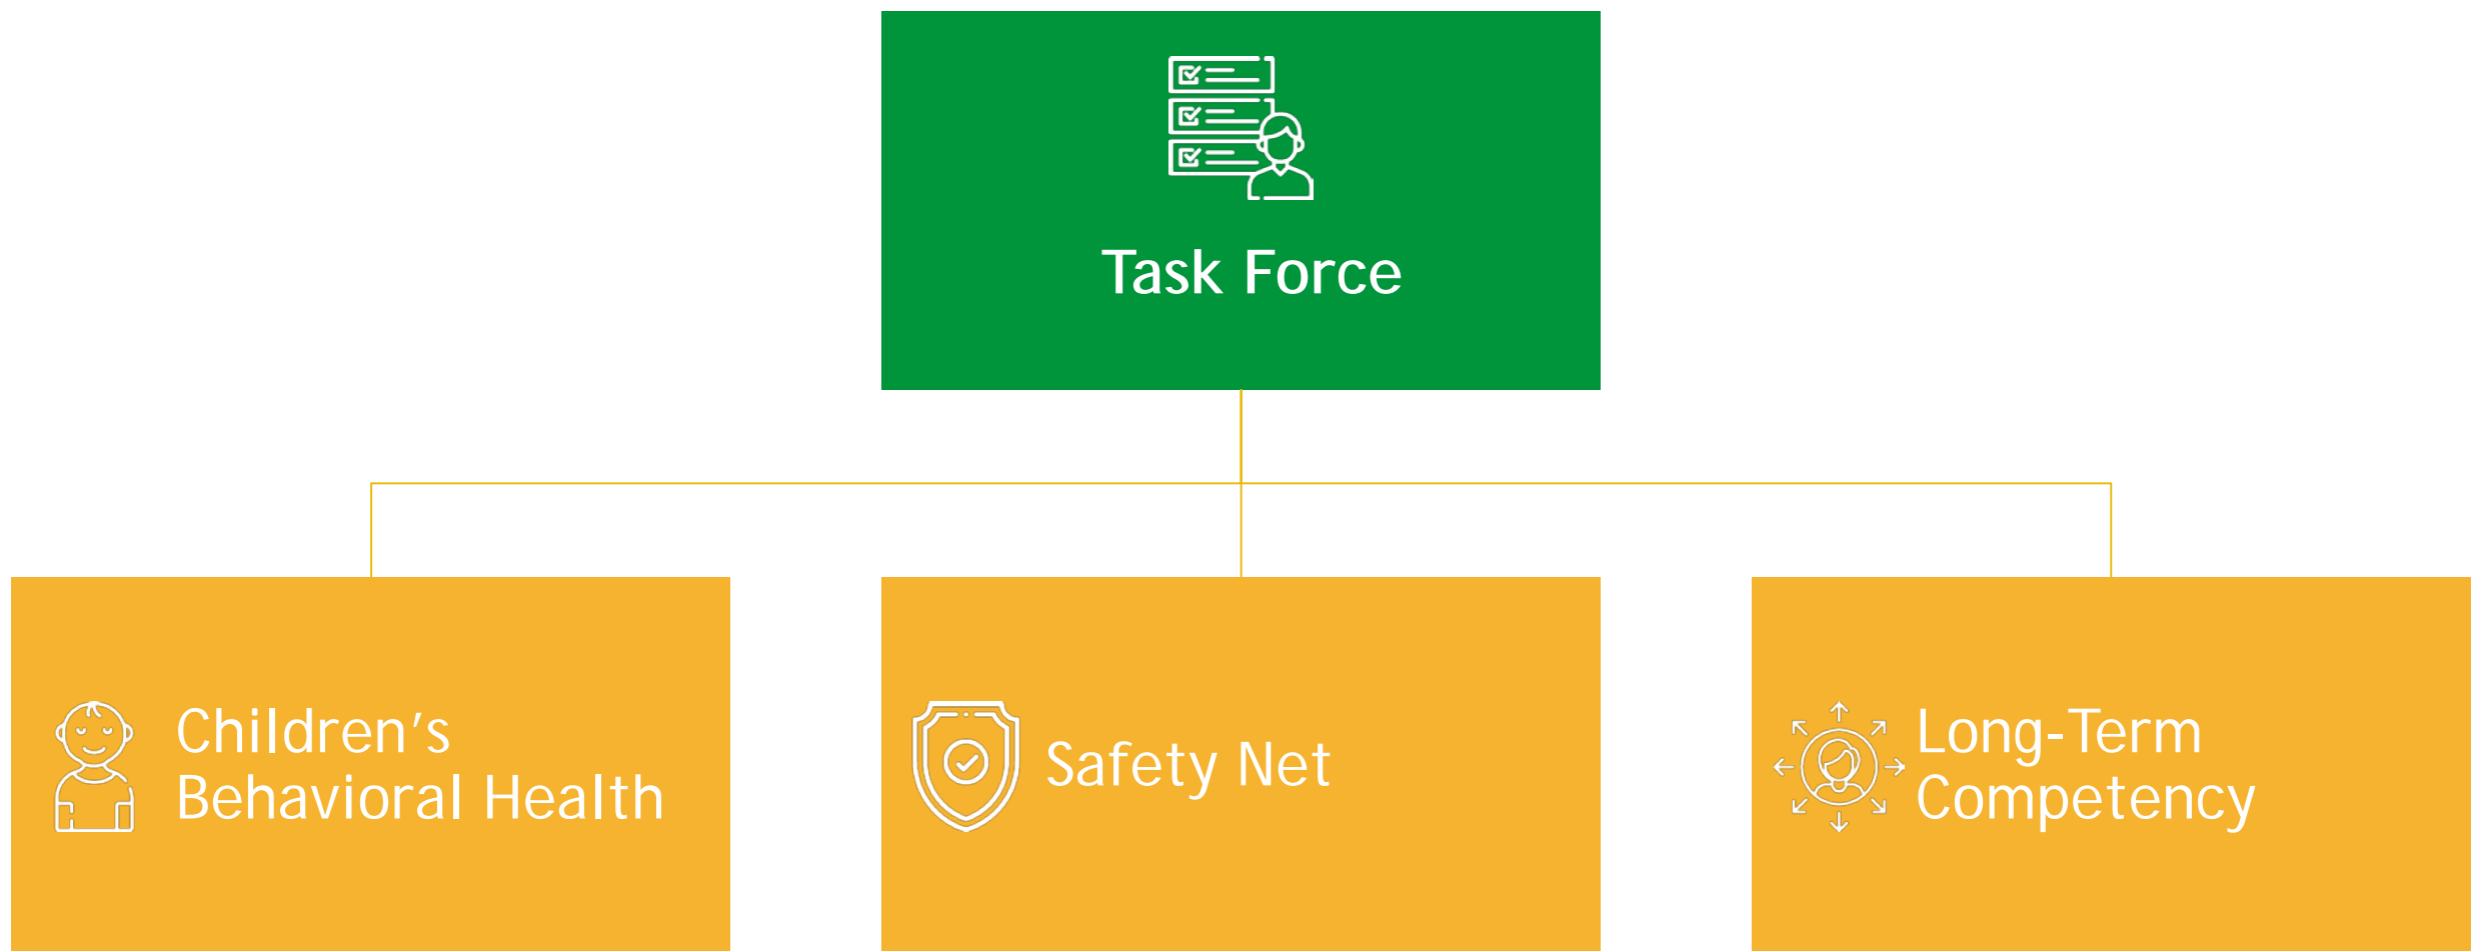 Task Force
Children’s
Behavioral Health
Safety Net
Long-Term
Competency